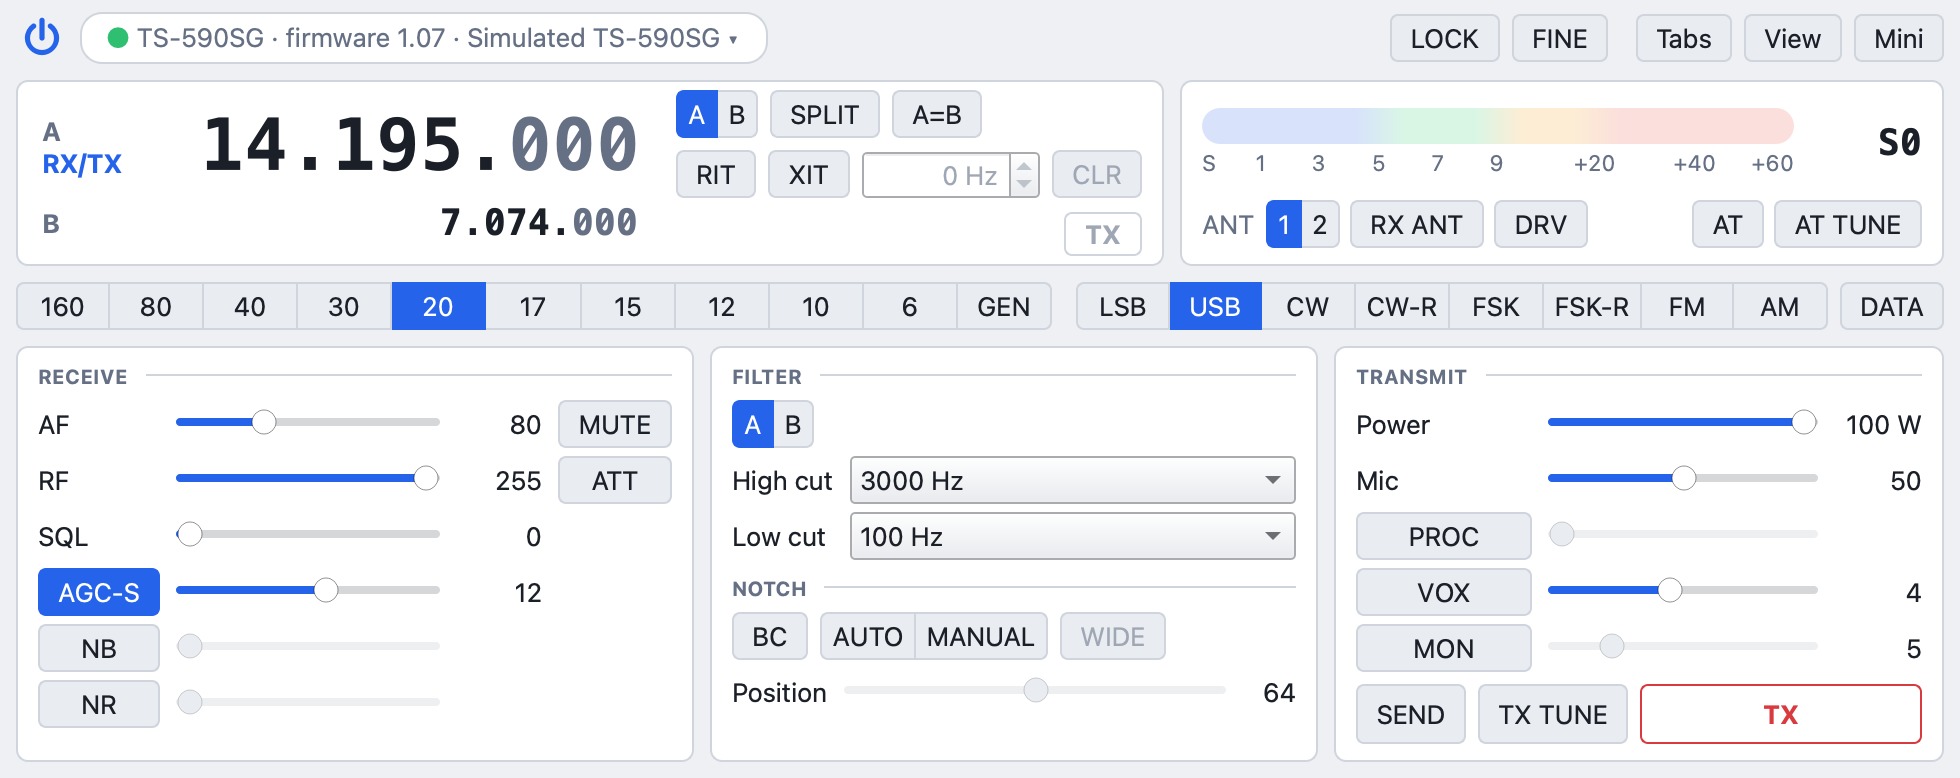 TS-590SG · firmware 1.07 · Simulated TS-590SG ▾ LOCK FINE Tabs View Mini
A RX/TX 14.195.000 A B SPLIT A=B
RIT XIT 0 Hz CLR
B 7.074.000 TX
S 1 3 5 7 9 +20 +40 +60 S0
ANT 1 2 RX ANT DRV AT AT TUNE
160 80 40 30 20 17 15 12 10 6 GEN LSB USB CW CW-R FSK FSK-R FM AM DATA
RECEIVE
AF 80 MUTE
RF 255 ATT
SQL 0
AGC-S 12
NB
NR
FILTER
A B
High cut 3000 Hz
Low cut 100 Hz
NOTCH
BC AUTO MANUAL WIDE
Position 64
TRANSMIT
Power 100 W
Mic 50
PROC
VOX 4
MON 5
SEND TX TUNE TX